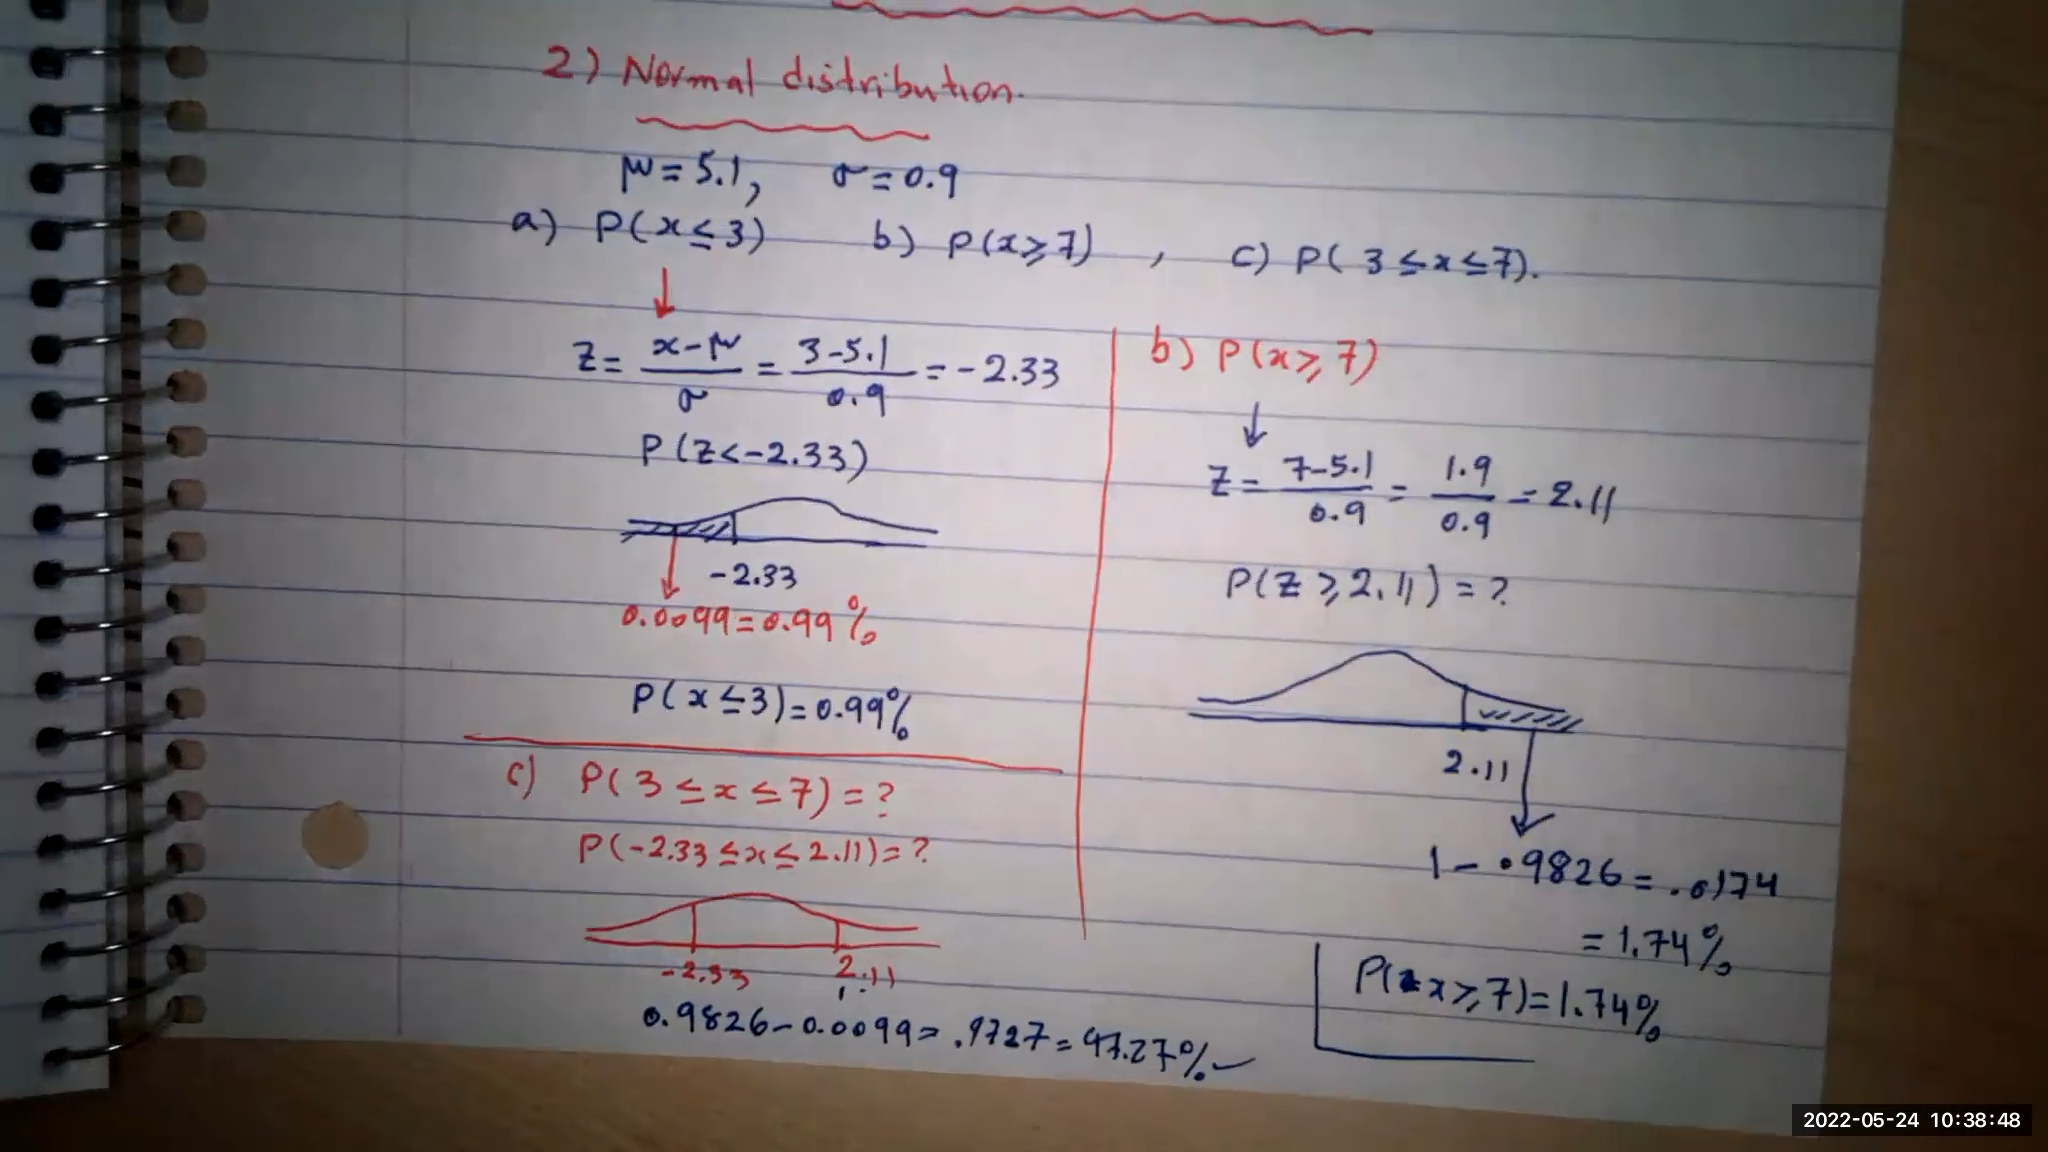 2) Normal distribution.
μ = 5.1, σ = 0.9
a) P(x ≤ 3) b) P(x ≥ 7) , c) P( 3 ≤ x ≤ 7).
Z = (x-μ)/σ = (3-5.1)/0.9 = -2.33
P(Z < -2.33)
-2.33
0.0099 = 0.99%
P(x ≤ 3) = 0.99%
b) P(x ≥ 7)
Z = (7-5.1)/0.9 = 1.9/0.9 = 2.11
P(Z ≥ 2.11) = ?
2.11
1 - .9826 = .0174
= 1.74%
P(x ≥ 7) = 1.74%
c) P( 3 ≤ x ≤ 7) = ?
P(-2.33 ≤ x ≤ 2.11) = ?
-2.33 2.11
0.9826 - 0.0099 = .9727 = 97.27%
2022-05-24 10:38:48